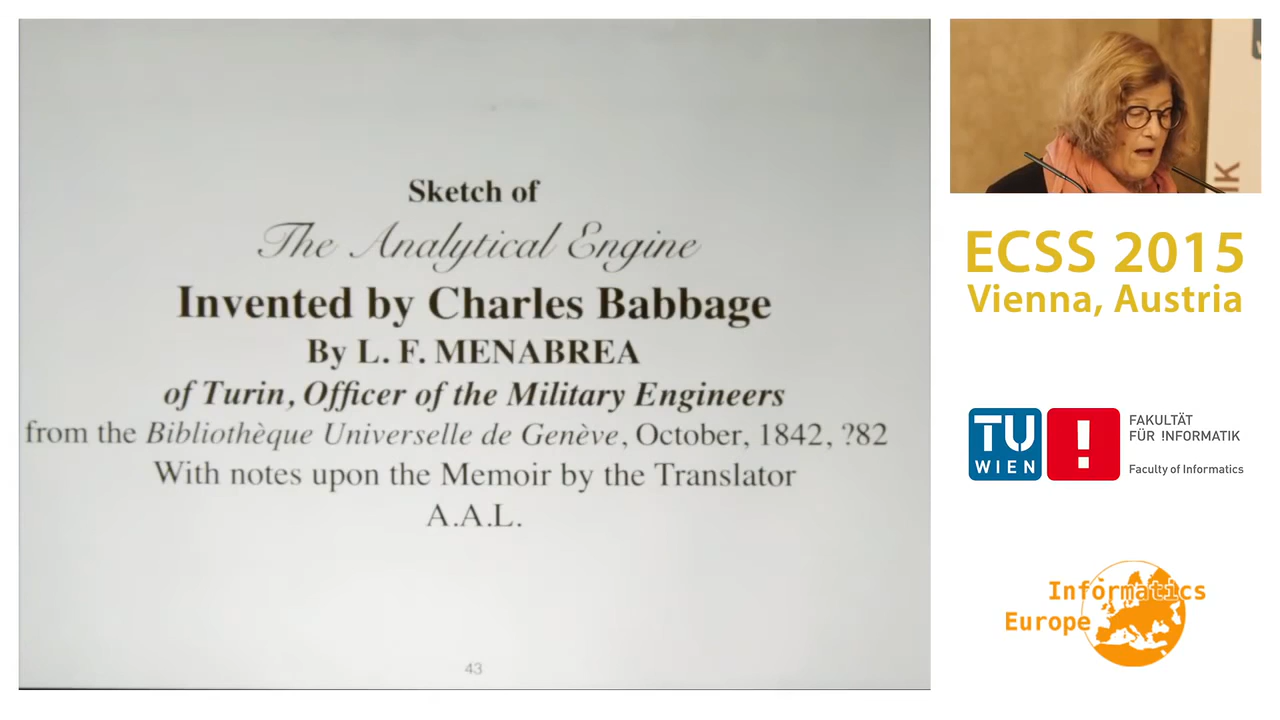 Sketch of
The Analytical Engine
Invented by Charles Babbage
By L. F. MENABREA
of Turin, Officer of the Military Engineers
from the Bibliothèque Universelle de Genève, October, 1842, ?82
With notes upon the Memoir by the Translator
A.A.L.
43
IK
ECSS 2015
Vienna, Austria
TU
WIEN
!
FAKULTÄT
FÜR !NFORMATIK
Faculty of Informatics
Informatics
Europe